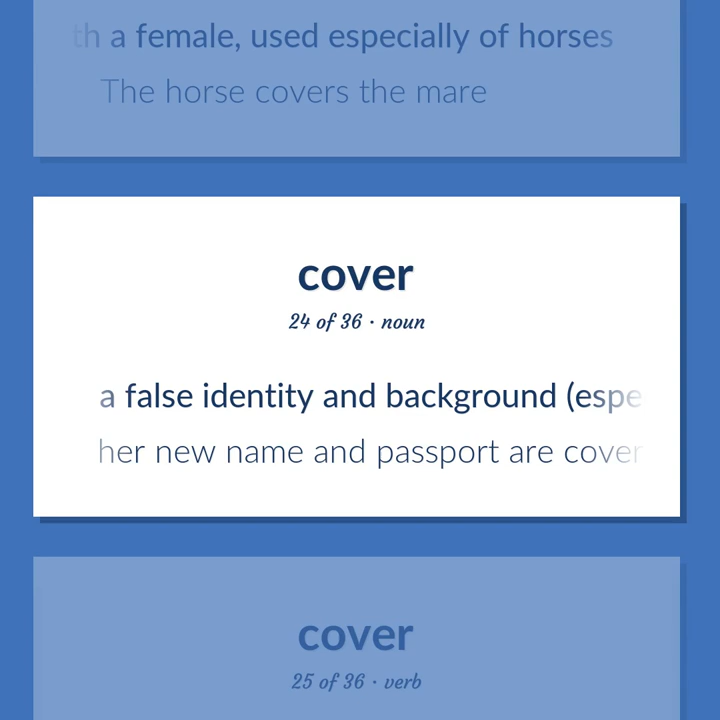 th a female, used especially of horses
The horse covers the mare
cover
24 of 36 · noun
a false identity and background (espe
her new name and passport are cover
cover
25 of 36 · verb